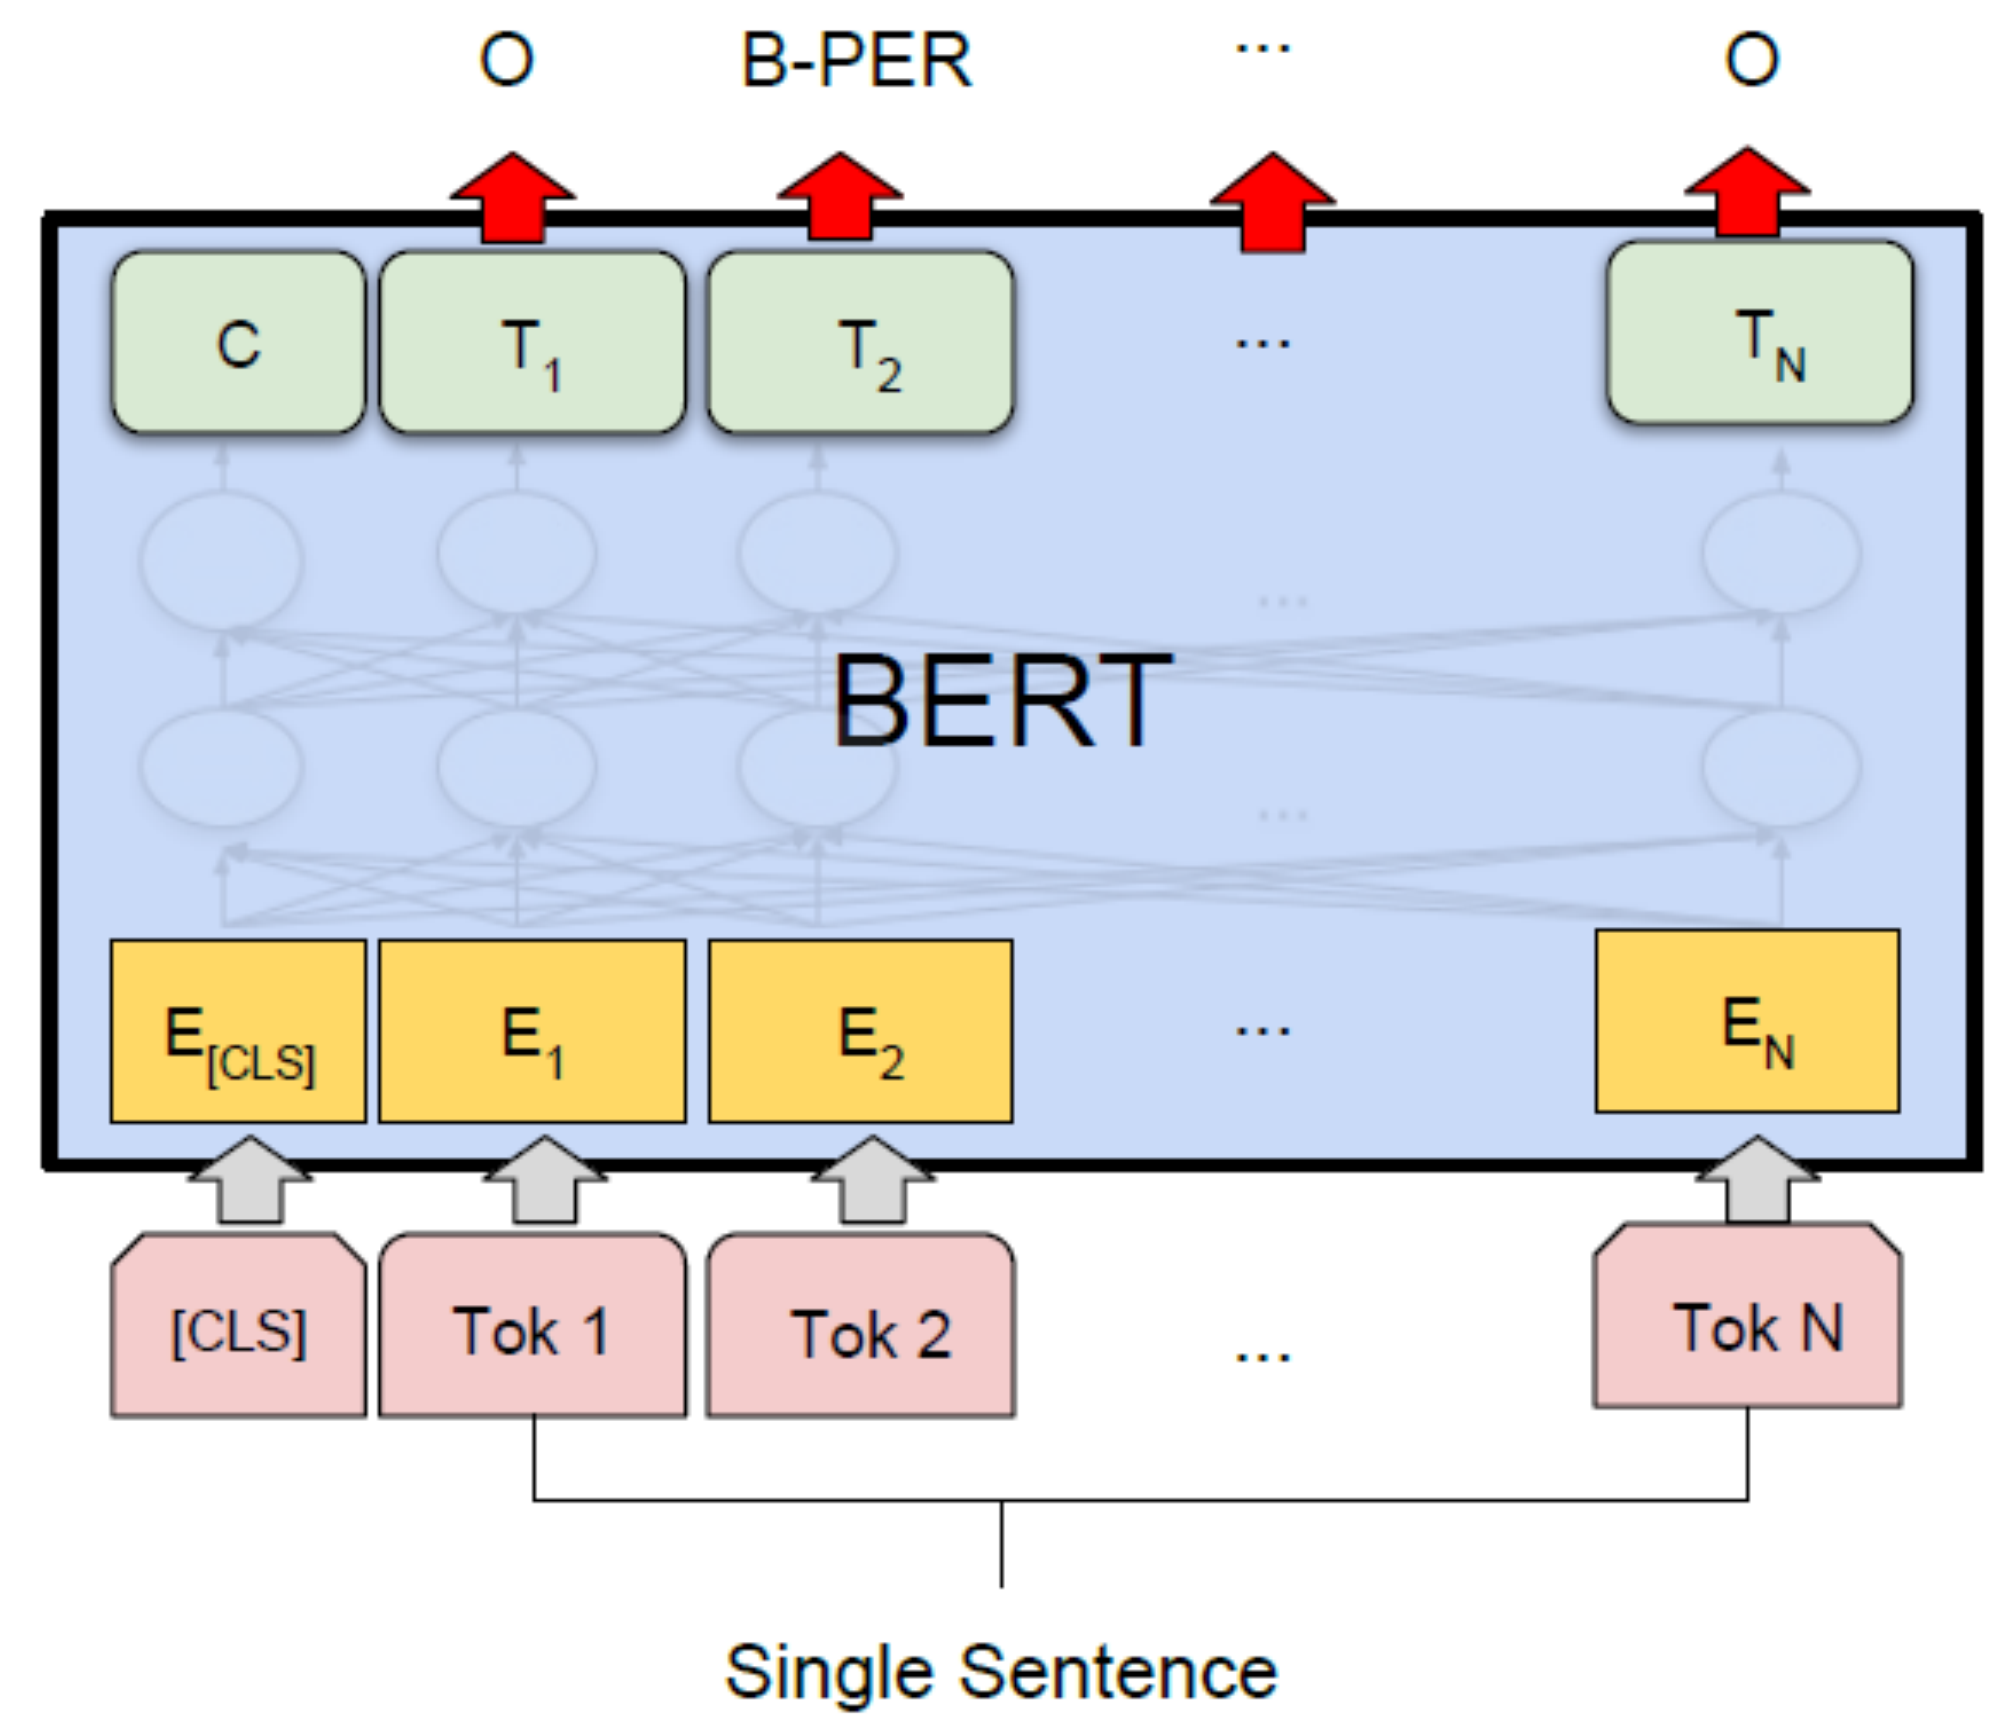 O B-PER ... O
C T1 T2 ... TN
...
BERT
...
E[CLS] E1 E2 ... EN
[CLS] Tok 1 Tok 2 ... Tok N
Single Sentence